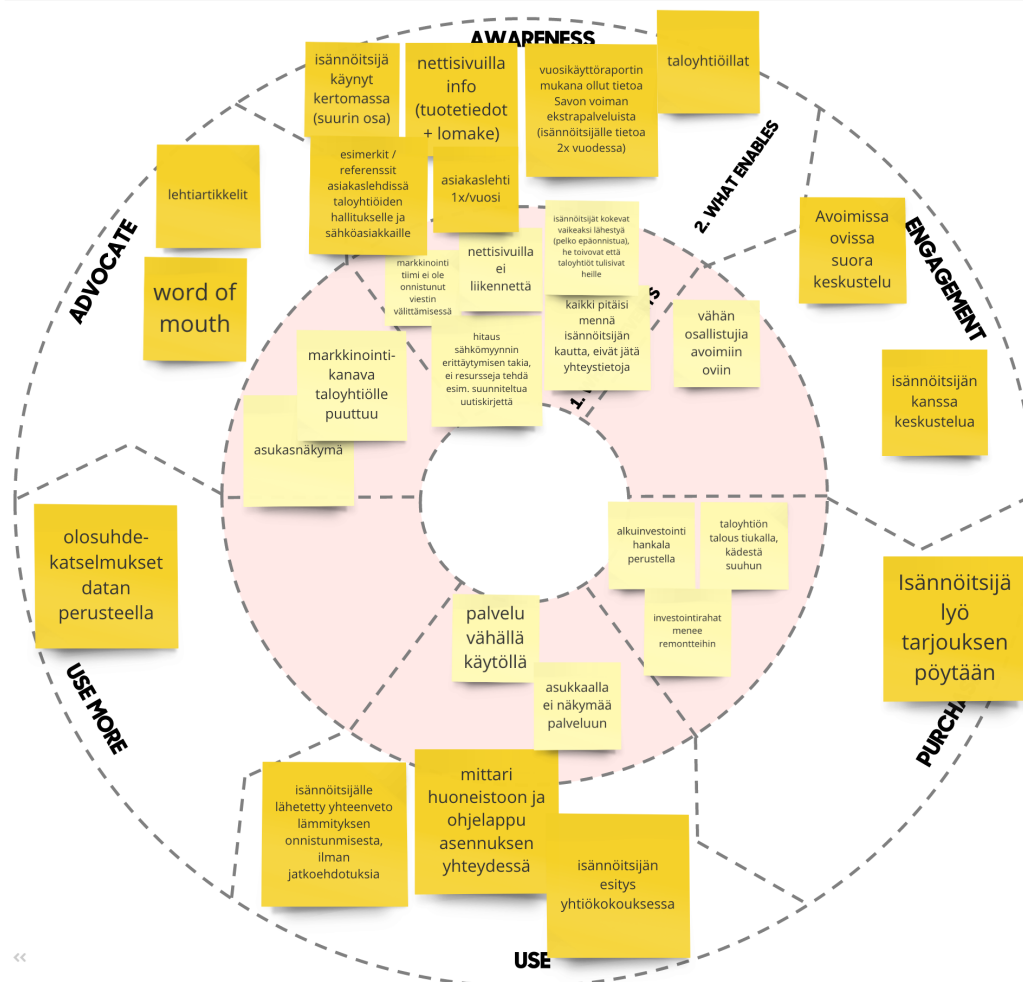 AWARENESS
isännöitsijä
käynyt
kertomassa
(suurin osa)
nettisivuilla
info
(tuotetiedot
+ lomake)
vuosikäyttöraportin
mukana ollut tietoa
Savon voiman
ekstrapalveluista
(isännöitsijälle tietoa
2x vuodessa)
taloyhtiöillat
esimerkit /
referenssit
asiakaslehdissä
taloyhtiöiden
hallitukselle ja
sähköasiakkaille
asiakaslehti
1x/vuosi
2. WHAT ENABLES
lehtiartikkelit
word of
mouth
ADVOCATE
Avoimissa
ovissa
suora
keskustelu
ENGAGEMENT
isännöitsijän
kanssa
keskustelua
markkinointi
tiimi ei ole
onnistunut
viestin
välittämisessä
nettisivuilla
ei
liikennettä
isännöitsijät kokevat
vaikeaksi lähestyä
(pelko epäonnistua),
he toivovat että
taloyhtiöt tulisivat
heille
hitaus
sähkömyynnin
erittäytymisen takia,
ei resursseja tehdä
esim. suunniteltua
uutiskirjettä
kaikki pitäisi
mennä
isännöitsijän
kautta, eivät jätä
yhteystietoja
1.
vähän
osallistujia
avoimiin
oviin
markkinointi-
kanava
taloyhtiölle
puuttuu
asukasnäkymä
alkuinvestointi
hankala
perustella
taloyhtiön
talous tiukalla,
kädestä
suuhun
investointirahat
menee
remontteihin
olosuhde-
katselmukset
datan
perusteella
USE MORE
Isännöitsijä
lyö
tarjouksen
pöytään
PURCHA
palvelu
vähällä
käytöllä
asukkaalla
ei näkymää
palveluun
isännöitsijälle
lähetetty yhteenveto
lämmityksen
onnistunmisesta,
ilman
jatkoehdotuksia
mittari
huoneistoon ja
ohjelappu
asennuksen
yhteydessä
isännöitsijän
esitys
yhtiökokouksessa
USE